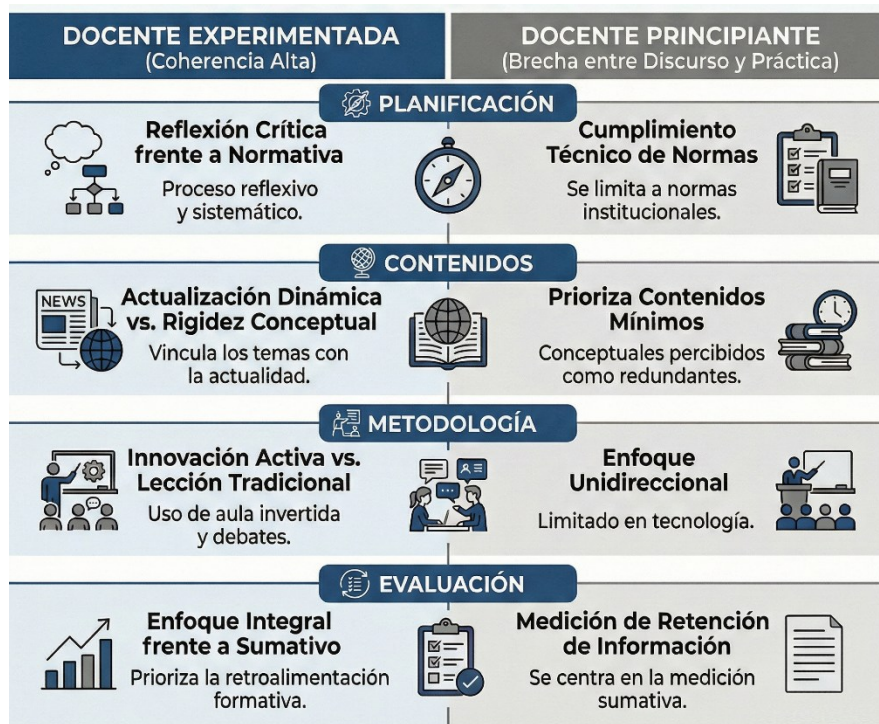 DOCENTE EXPERIMENTADA
(Coherencia Alta)
DOCENTE PRINCIPIANTE
(Brecha entre Discurso y Práctica)
PLANIFICACIÓN
Reflexión Crítica
frente a Normativa
Proceso reflexivo
y sistemático.
Cumplimiento
Técnico de Normas
Se limita a normas
institucionales.
CONTENIDOS
NEWS
Actualización Dinámica
vs. Rigidez Conceptual
Vincula los temas con
la actualidad.
Prioriza Contenidos
Mínimos
Conceptuales percibidos
como redundantes.
METODOLOGÍA
Innovación Activa vs.
Lección Tradicional
Uso de aula invertida
y debates.
Enfoque
Unidireccional
Limitado en tecnología.
EVALUACIÓN
Enfoque Integral
frente a Sumativo
Prioriza la retroalimentación
formativa.
Medición de Retención
de Información
Se centra en la medición
sumativa.